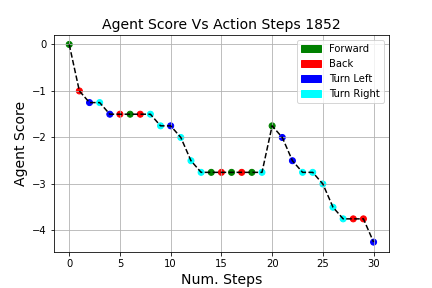 Agent Score Vs Action Steps 1852
Forward
Back
Turn Left
Turn Right
Agent Score
0
−1
−2
−3
−4
0 5 10 15 20 25 30
Num. Steps